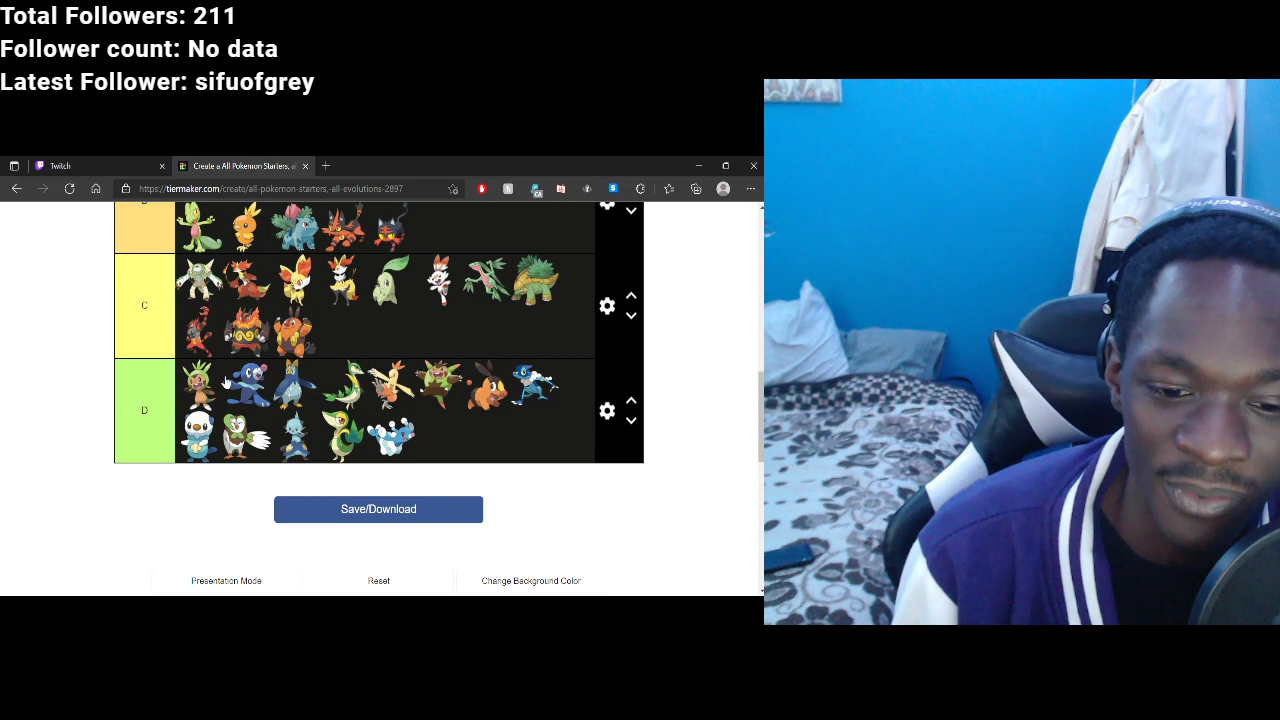 Total Followers: 211
Follower count: No data
Latest Follower: sifuofgrey
Twitch
Create a All Pokemon Starters, al
https://tiermaker.com/create/all-pokemon-starters,-all-evolutions-2897
C
D
Save/Download
Presentation Mode
Reset
Change Background Color